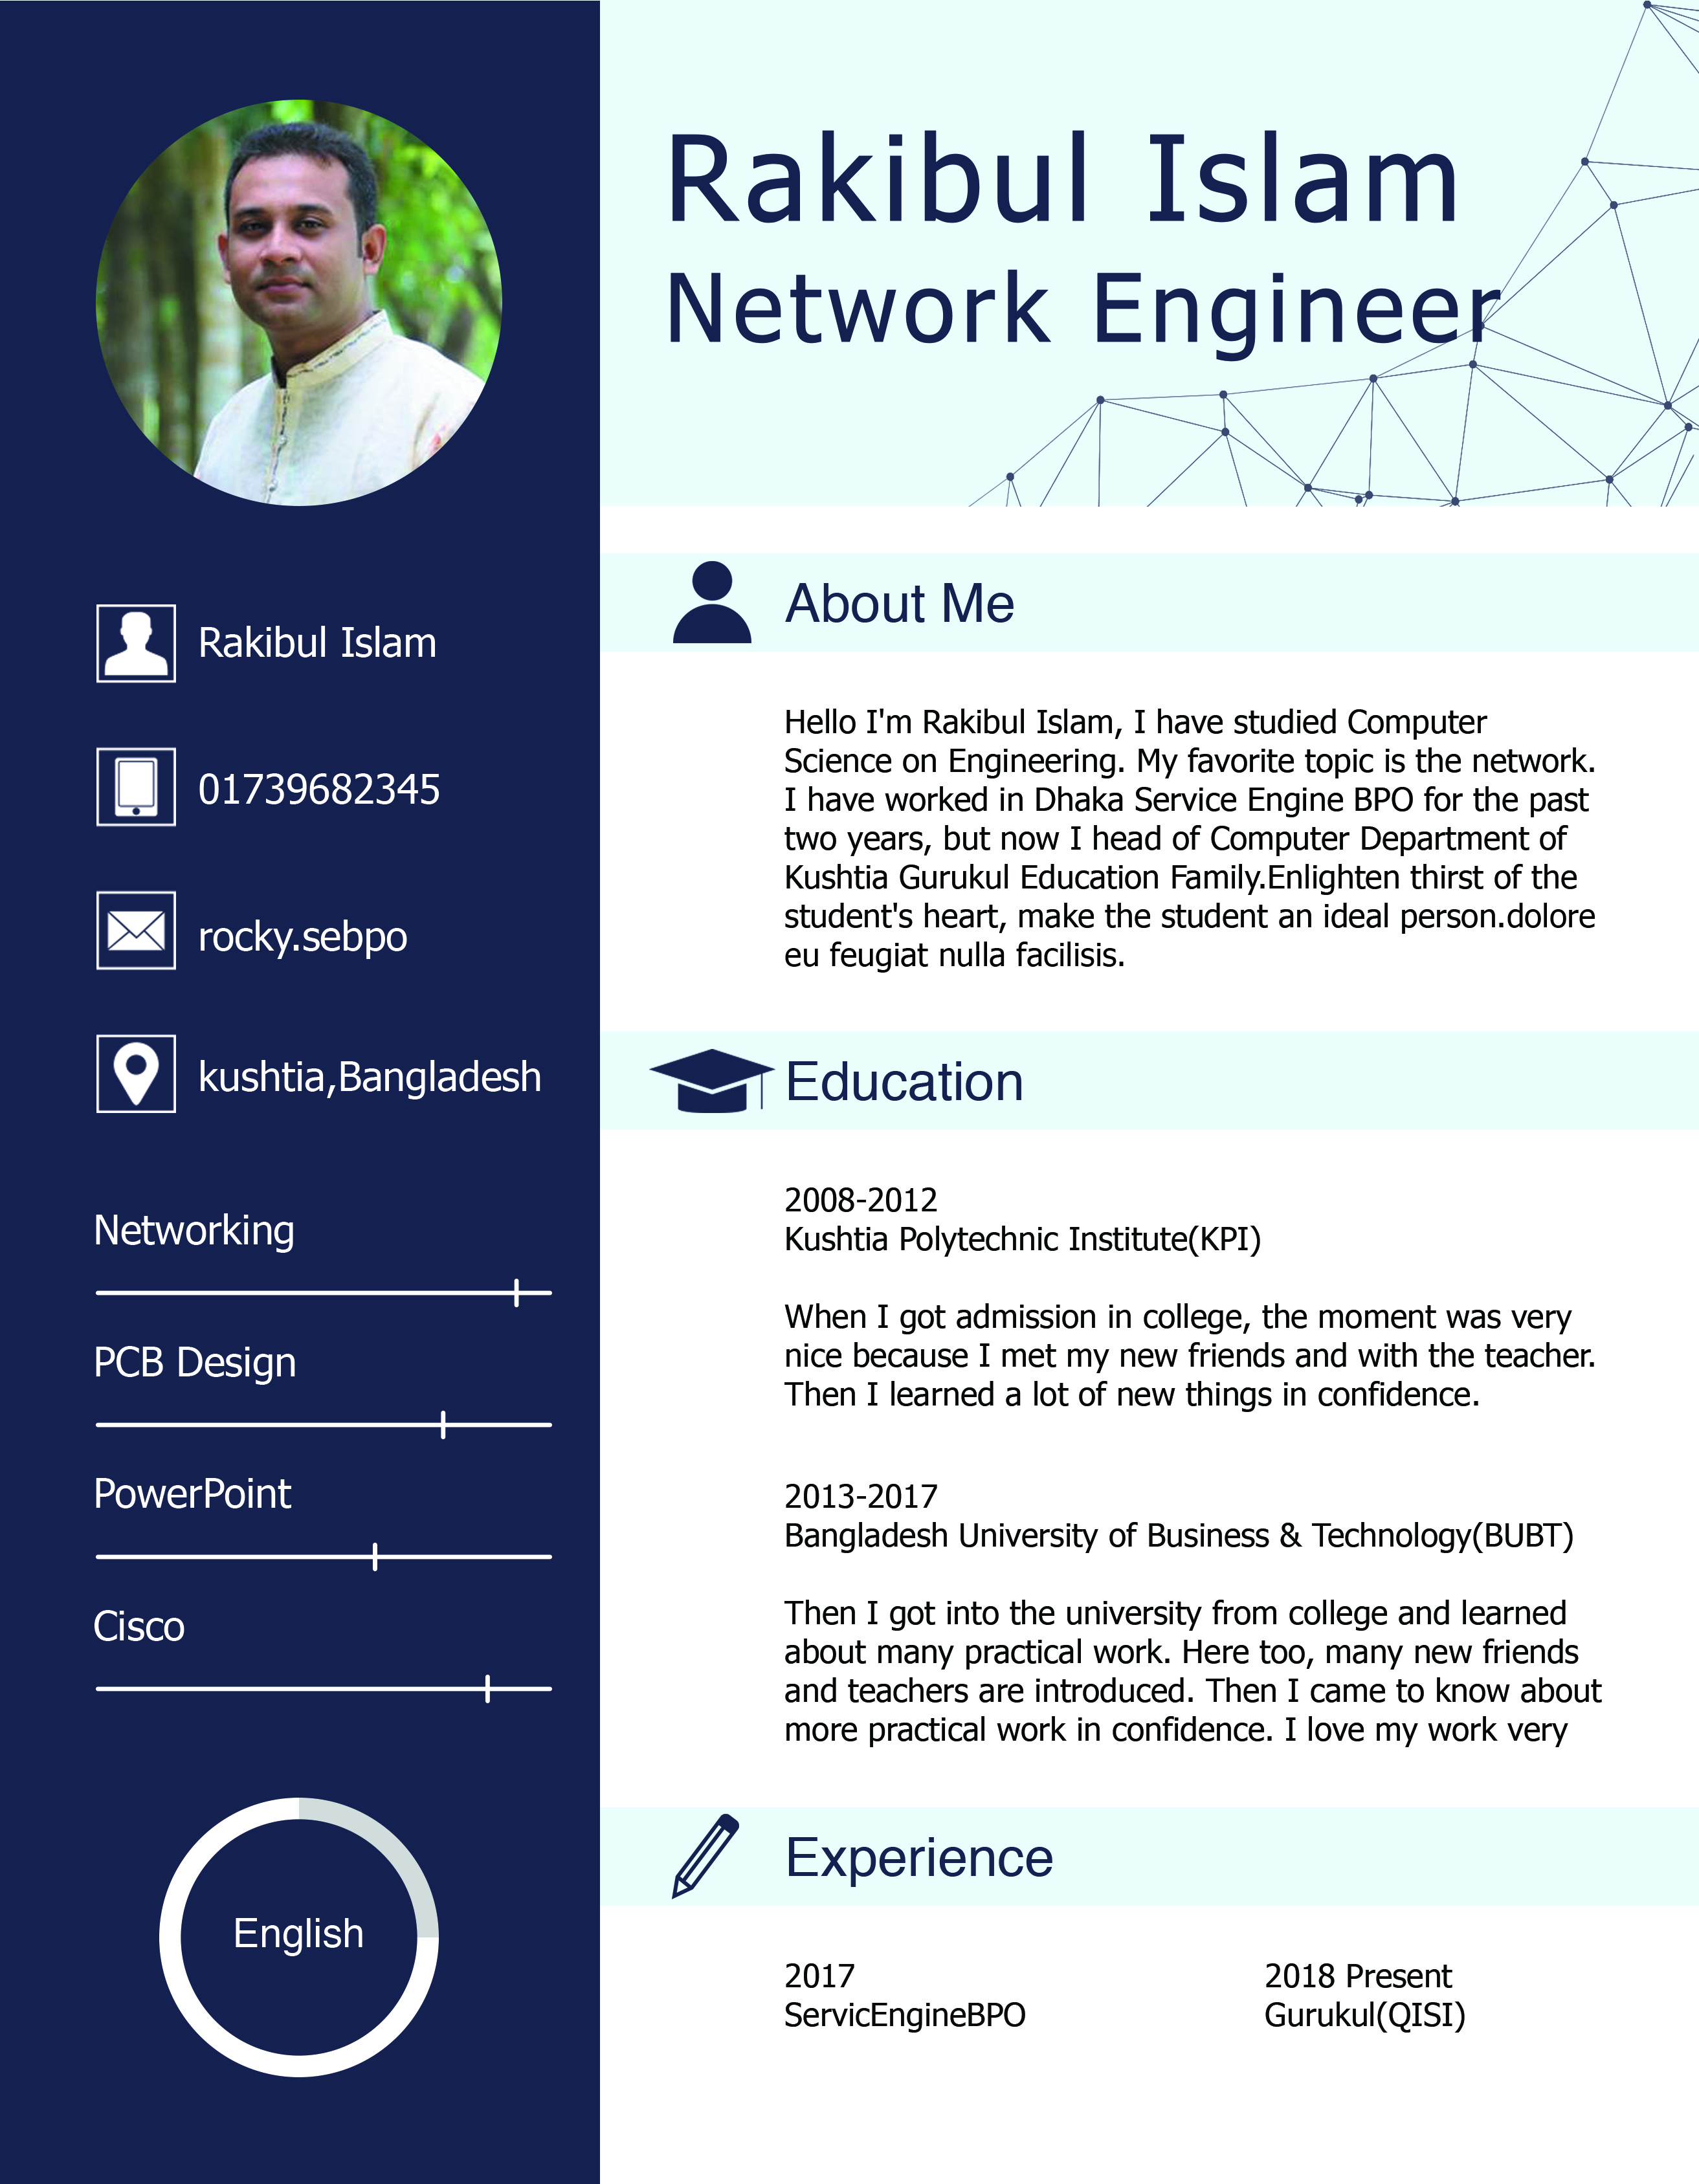 Rakibul Islam
Network Engineer
Rakibul Islam
01739682345
rocky.sebpo
kushtia,Bangladesh
Networking
PCB Design
PowerPoint
Cisco
English
About Me
Hello I'm Rakibul Islam, I have studied Computer
Science on Engineering. My favorite topic is the network.
I have worked in Dhaka Service Engine BPO for the past
two years, but now I head of Computer Department of
Kushtia Gurukul Education Family.Enlighten thirst of the
student's heart, make the student an ideal person.dolore
eu feugiat nulla facilisis.
Education
2008-2012
Kushtia Polytechnic Institute(KPI)
When I got admission in college, the moment was very
nice because I met my new friends and with the teacher.
Then I learned a lot of new things in confidence.
2013-2017
Bangladesh University of Business & Technology(BUBT)
Then I got into the university from college and learned
about many practical work. Here too, many new friends
and teachers are introduced. Then I came to know about
more practical work in confidence. I love my work very
Experience
2017
ServicEngineBPO
2018 Present
Gurukul(QISI)